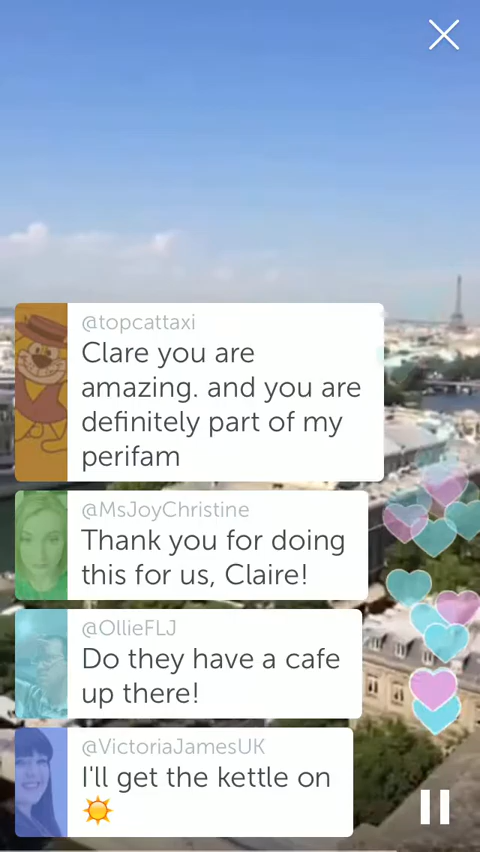 @topcattaxi
Clare you are
amazing. and you are
definitely part of my
perifam
@MsJoyChristine
Thank you for doing
this for us, Claire!
@OllieFLJ
Do they have a cafe
up there!
@VictoriaJamesUK
I'll get the kettle on
☀️